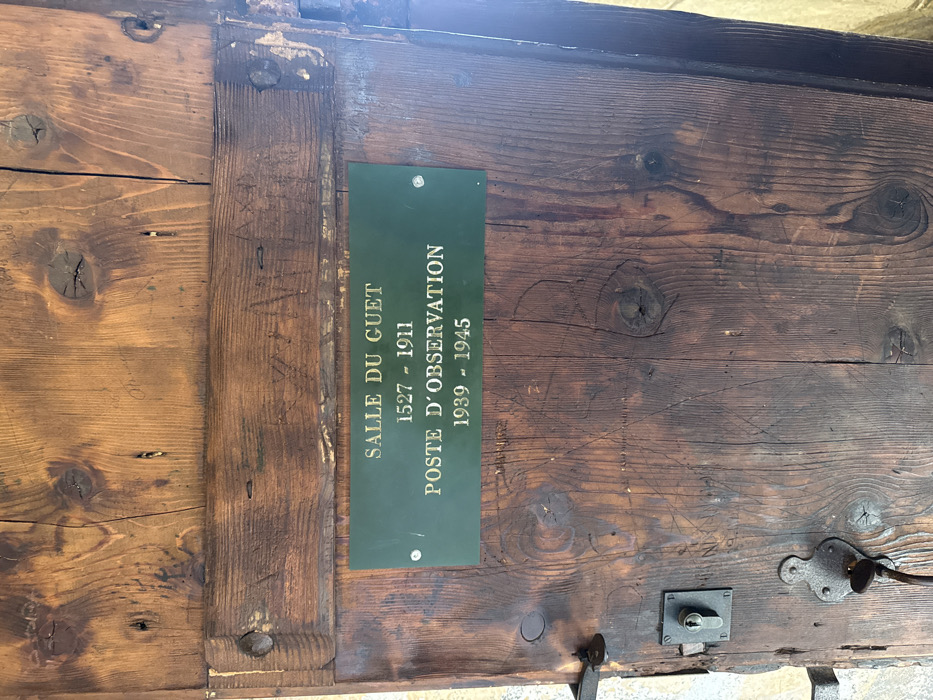 SALLE DU GUET
1527 - 1911
POSTE D'OBSERVATION
1939 - 1945